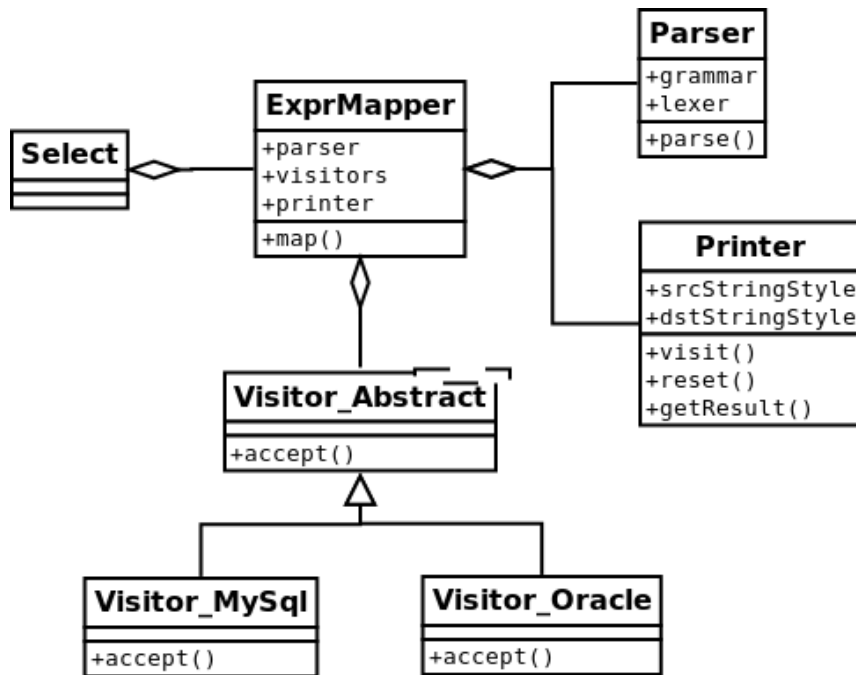 Parser
+grammar
+lexer
+parse()
ExprMapper
+parser
+visitors
+printer
+map()
Select
Printer
+srcStringStyle
+dstStringStyle
+visit()
+reset()
+getResult()
Visitor_Abstract
+accept()
Visitor_MySql
+accept()
Visitor_Oracle
+accept()